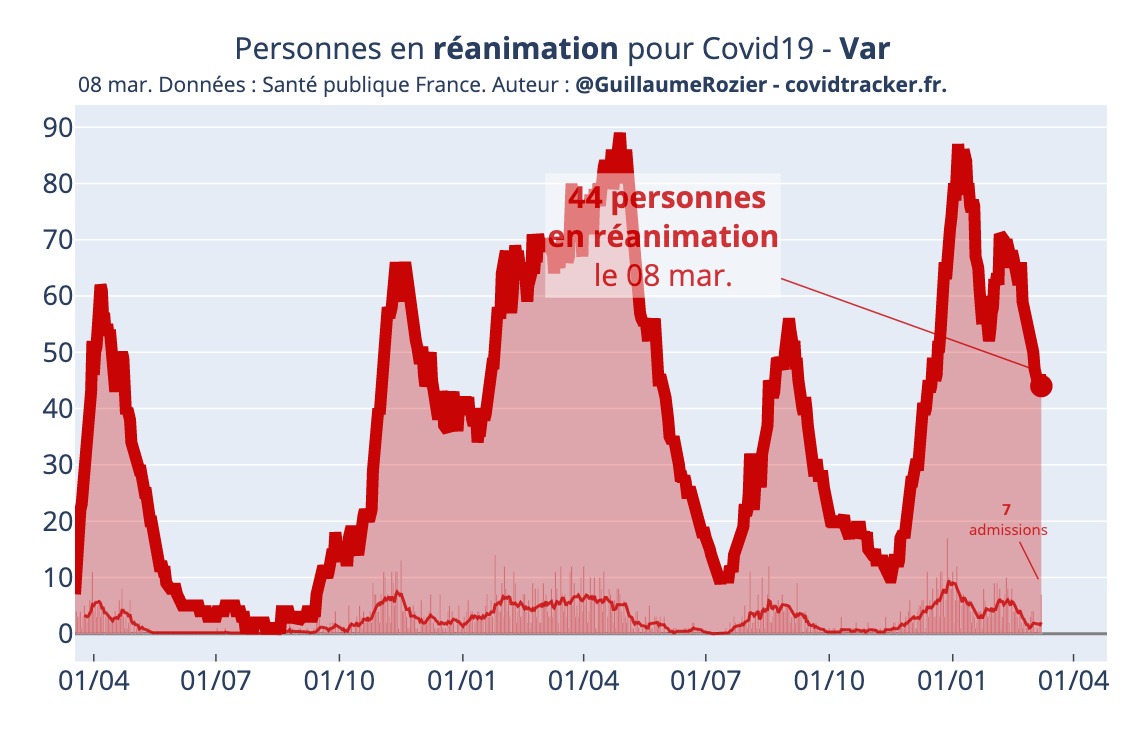 Personnes en réanimation pour Covid19 - Var
08 mar. Données : Santé publique France. Auteur : @GuillaumeRozier - covidtracker.fr.
90
80
70
60
50
40
30
20
10
0
44 personnes
en réanimation
le 08 mar.
7
admissions
01/04 01/07 01/10 01/01 01/04 01/07 01/10 01/01 01/04